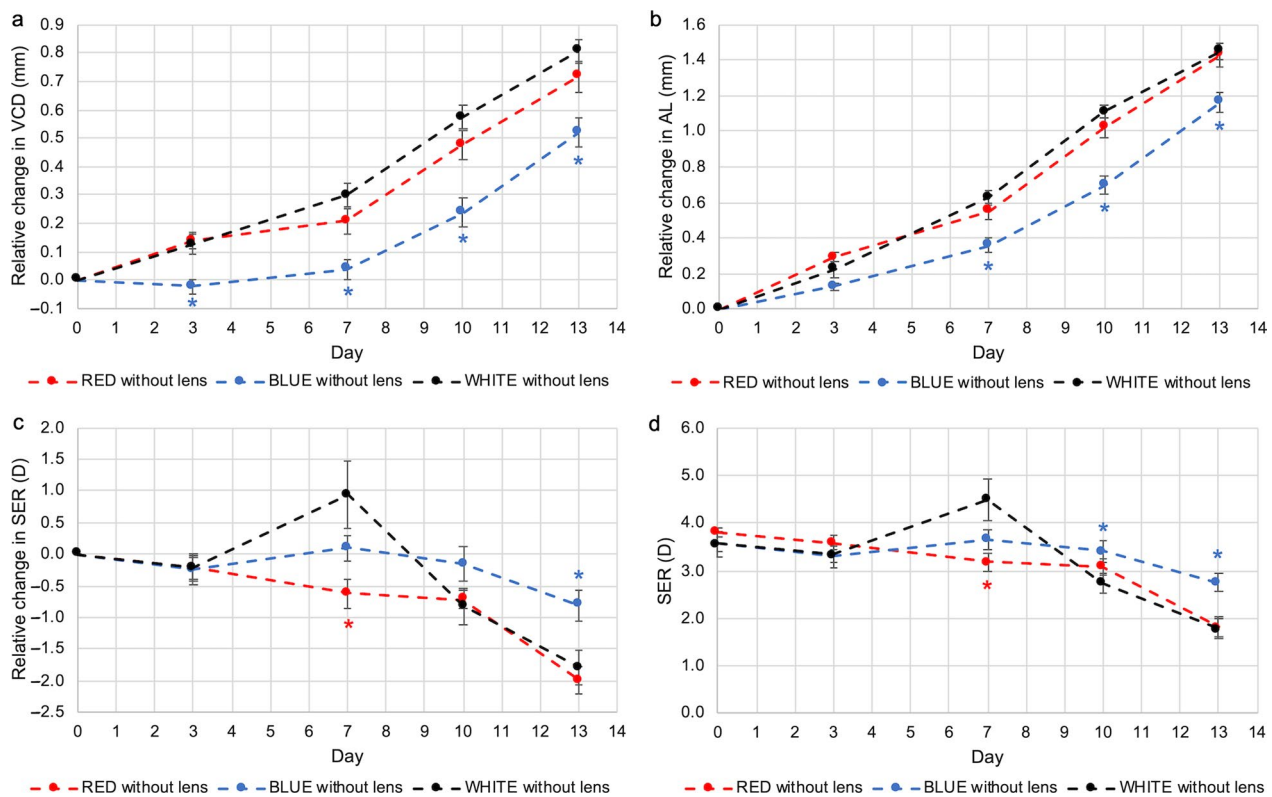 a
Relative change in VCD (mm)
0.9
0.8
0.7
0.6
0.5
0.4
0.3
0.2
0.1
0.0
–0.1
* * * *
0 1 2 3 4 5 6 7 8 9 10 11 12 13 14
Day
RED without lens BLUE without lens WHITE without lens
b
Relative change in AL (mm)
1.6
1.4
1.2
1.0
0.8
0.6
0.4
0.2
0.0
* * *
0 1 2 3 4 5 6 7 8 9 10 11 12 13 14
Day
RED without lens BLUE without lens WHITE without lens
c
Relative change in SER (D)
2.0
1.5
1.0
0.5
0.0
–0.5
–1.0
–1.5
–2.0
–2.5
* *
0 1 2 3 4 5 6 7 8 9 10 11 12 13 14
Day
RED without lens BLUE without lens WHITE without lens
d
SER (D)
6.0
5.0
4.0
3.0
2.0
1.0
0.0
* * *
0 1 2 3 4 5 6 7 8 9 10 11 12 13 14
Day
RED without lens BLUE without lens WHITE without lens